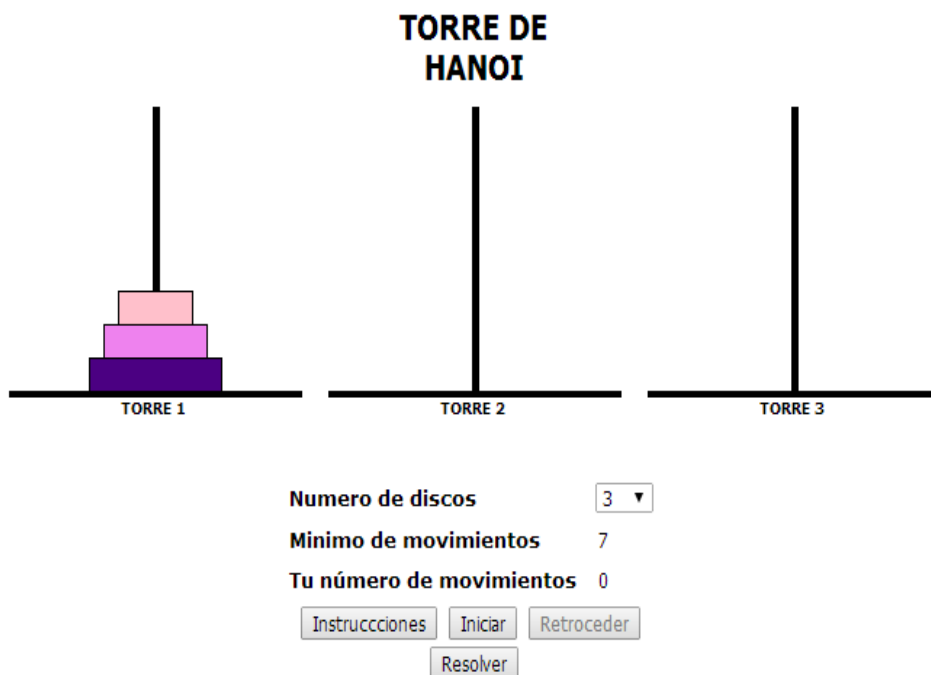 TORRE DE
HANOI
TORRE 1 TORRE 2 TORRE 3
Numero de discos 3
Minimo de movimientos 7
Tu número de movimientos 0
Instruccciones Iniciar Retroceder
Resolver